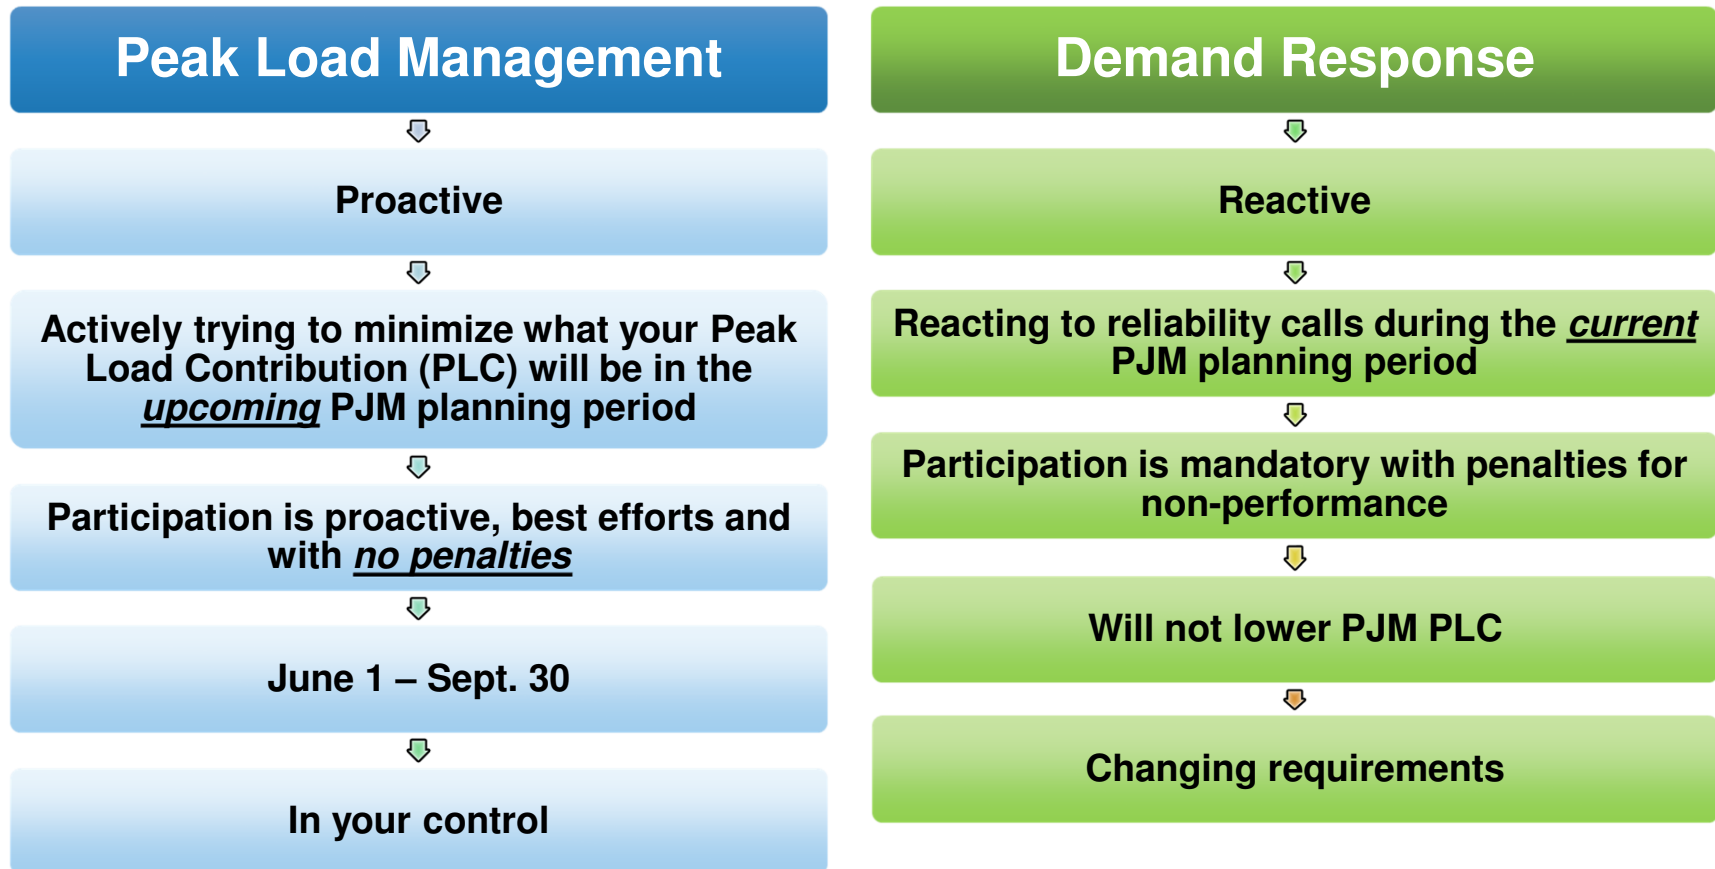 Peak Load Management
Proactive
Actively trying to minimize what your Peak
Load Contribution (PLC) will be in the
upcoming PJM planning period
Participation is proactive, best efforts and
with no penalties
June 1 – Sept. 30
In your control
Demand Response
Reactive
Reacting to reliability calls during the current
PJM planning period
Participation is mandatory with penalties for
non-performance
Will not lower PJM PLC
Changing requirements